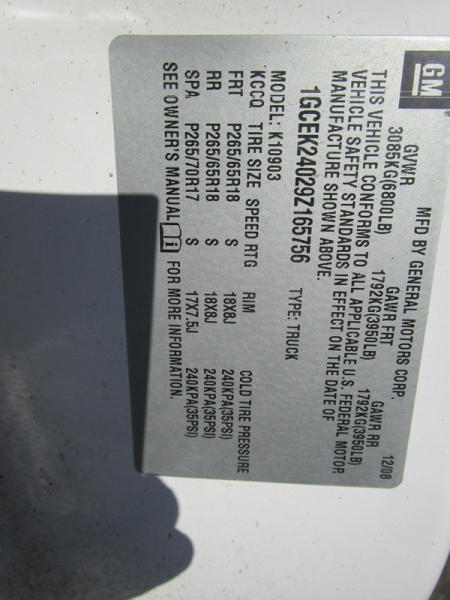 GM
MFD BY GENERAL MOTORS CORP. 12/08
GVWR GAWR FRT GAWR RR
3085KG(6800LB) 1792KG(3950LB) 1792KG(3950LB)
THIS VEHICLE CONFORMS TO ALL APPLICABLE U.S. FEDERAL MOTOR
VEHICLE SAFETY STANDARDS IN EFFECT ON THE DATE OF
MANUFACTURE SHOWN ABOVE.
1GCEK24029Z165756 TYPE: TRUCK
MODEL: K10903
KCCQ TIRE SIZE SPEED RTG RIM COLD TIRE PRESSURE
FRT P265/65R18 S 18X8J 240KPA(35PSI)
RR P265/65R18 S 18X8J 240KPA(35PSI)
SPA P265/70R17 S 17X7.5J 240KPA(35PSI)
SEE OWNER'S MANUAL i FOR MORE INFORMATION.